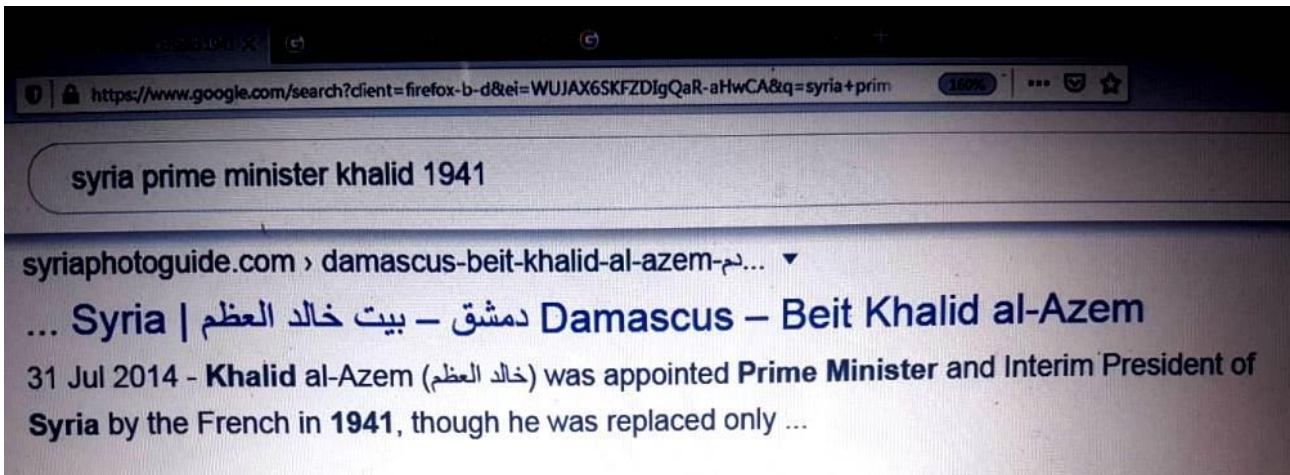 https://www.google.com/search?client=firefox-b-d&ei=WUJAX6SKFZDIgQaR-aHwCA&q=syria+prim 160%
syria prime minister khalid 1941
syriaphotoguide.com › damascus-beit-khalid-al-azem-دم...
... Syria | دمشق – بيت خالد العظم Damascus – Beit Khalid al-Azem
31 Jul 2014 - Khalid al-Azem (خالد العظم) was appointed Prime Minister and Interim President of
Syria by the French in 1941, though he was replaced only ...